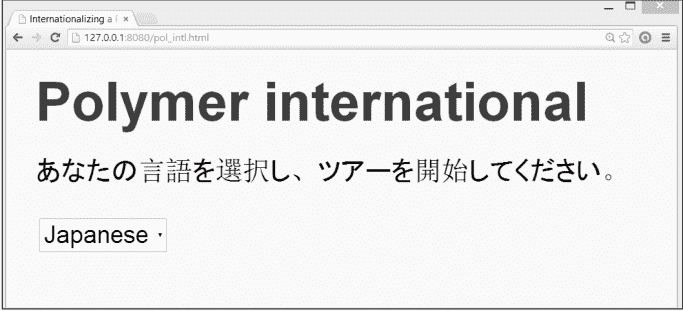 Internationalizing a P
127.0.0.1:8080/pol_intl.html
Polymer international
あなたの言語を選択し、ツアーを開始してください。
Japanese